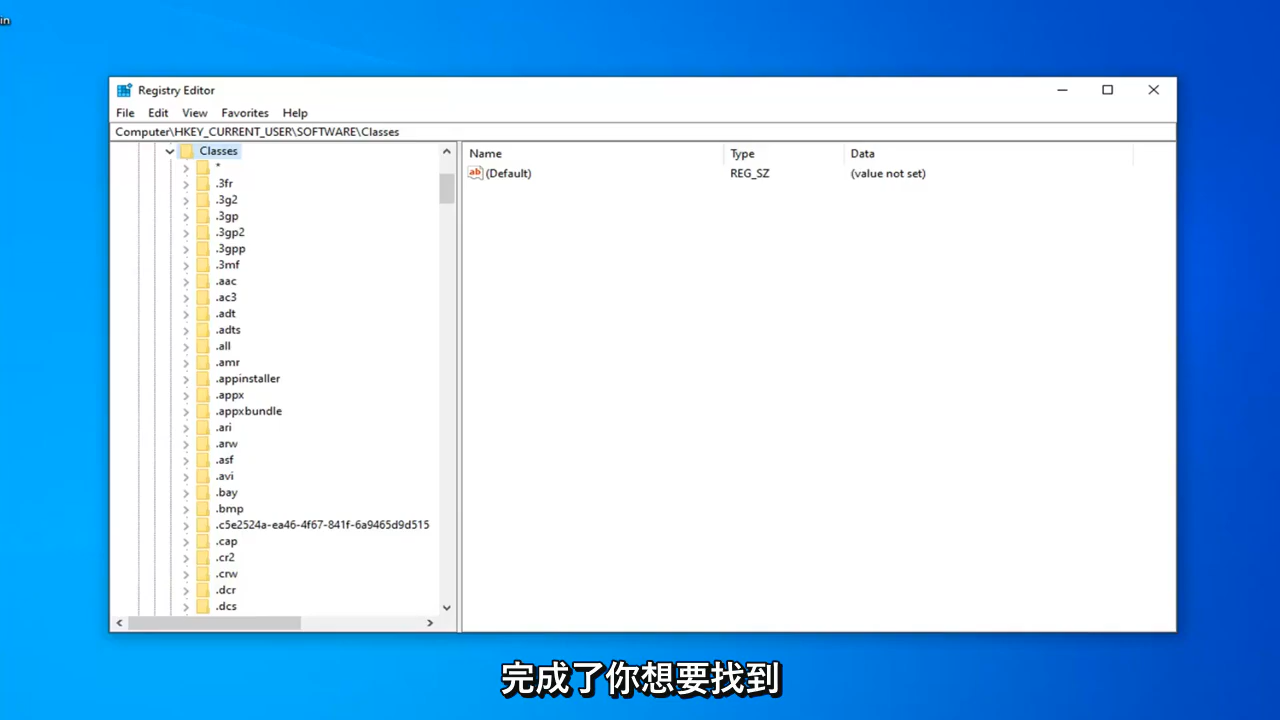 in
Registry Editor
File Edit View Favorites Help
Computer\HKEY_CURRENT_USER\SOFTWARE\Classes
Classes
*
.3fr
.3g2
.3gp
.3gp2
.3gpp
.3mf
.aac
.ac3
.adt
.adts
.all
.amr
.appinstaller
.appx
.appxbundle
.ari
.arw
.asf
.avi
.bay
.bmp
.c5e2524a-ea46-4f67-841f-6a9465d9d515
.cap
.cr2
.crw
.dcr
.dcs
Name Type Data
(Default) REG_SZ (value not set)
完成了你想要找到